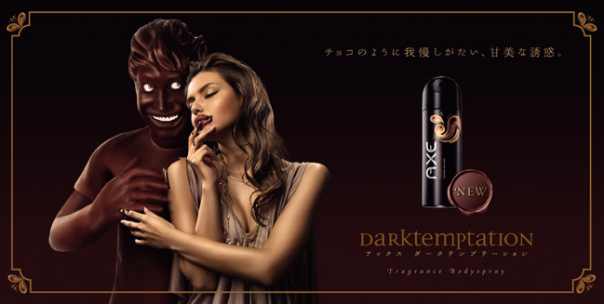 チョコのように我慢しがたい、甘美な誘惑。
AXE
NEW
DARKTEMPTATION
アックス ダークテンプテーション
Fragrance Bodyspray